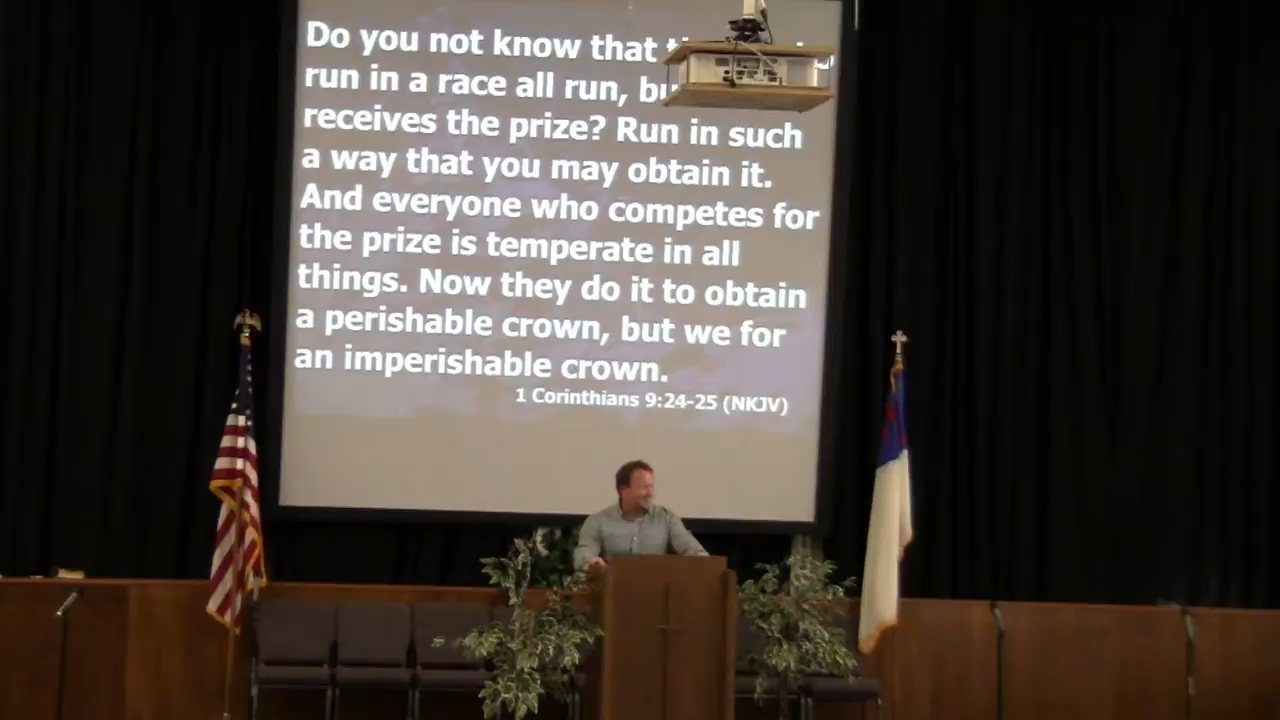 Do you not know that
run in a race all run,
receives the prize? Run in such
a way that you may obtain it.
And everyone who competes for
the prize is temperate in all
things. Now they do it to obtain
a perishable crown, but we for
an imperishable crown.
1 Corinthians 9:24-25 (NKJV)